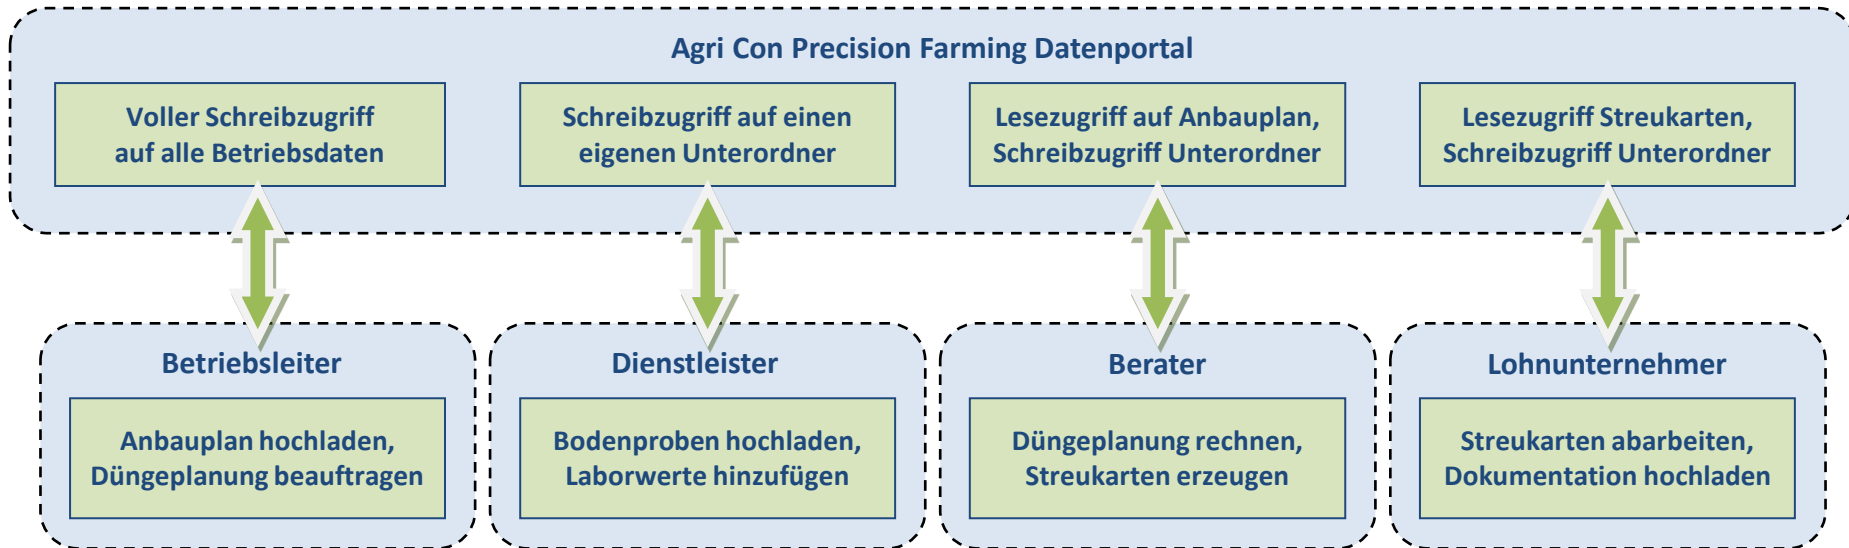 Agri Con Precision Farming Datenportal
Voller Schreibzugriff
auf alle Betriebsdaten
Schreibzugriff auf einen
eigenen Unterordner
Lesezugriff auf Anbauplan,
Schreibzugriff Unterordner
Lesezugriff Streukarten,
Schreibzugriff Unterordner
Betriebsleiter
Anbauplan hochladen,
Düngeplanung beauftragen
Dienstleister
Bodenproben hochladen,
Laborwerte hinzufügen
Berater
Düngeplanung rechnen,
Streukarten erzeugen
Lohnunternehmer
Streukarten abarbeiten,
Dokumentation hochladen